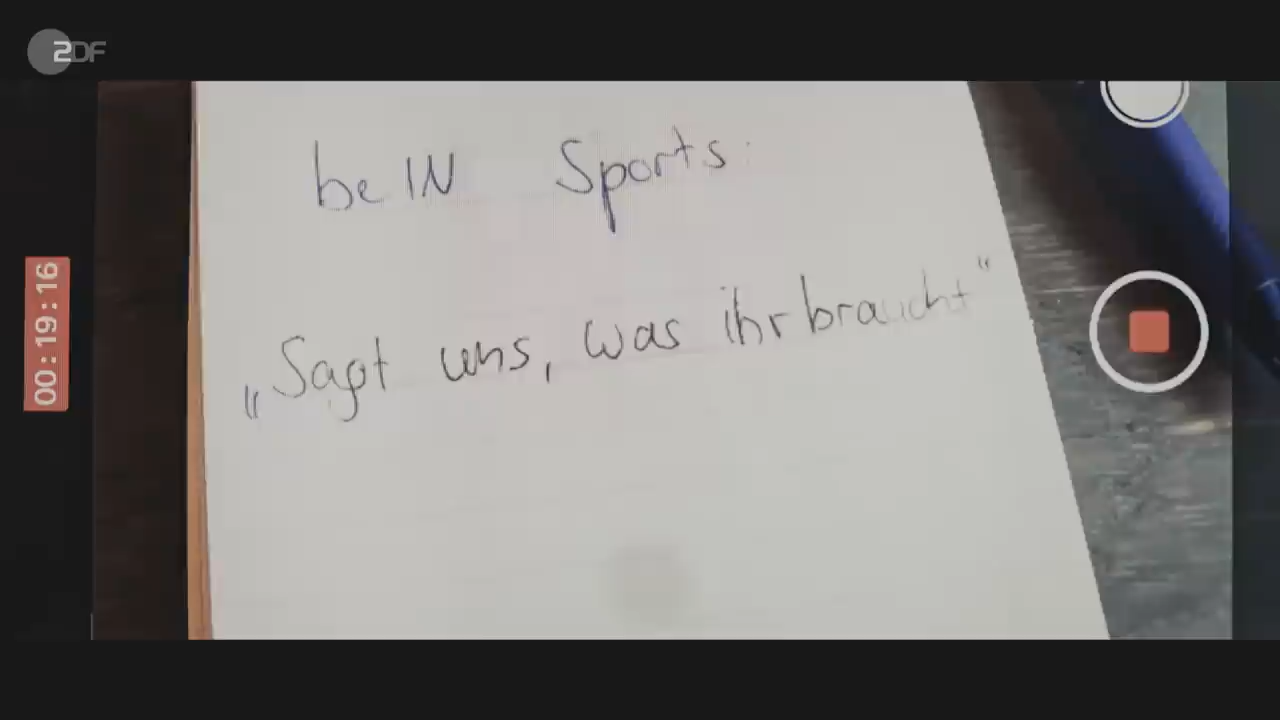 ZDF
beIN Sports:
„Sagt uns, was ihr braucht“
00:19:16